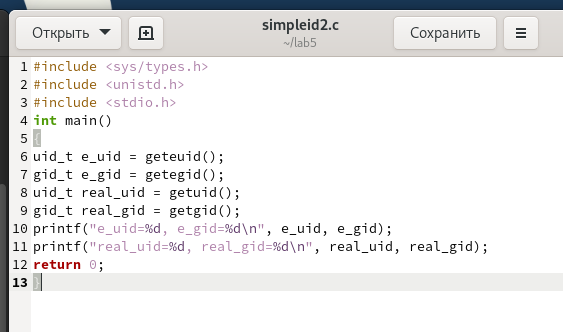 Открыть
simpleid2.c
~/lab5
Сохранить
1 #include <sys/types.h>
2 #include <unistd.h>
3 #include <stdio.h>
4 int main()
5 {
6 uid_t e_uid = geteuid();
7 gid_t e_gid = getegid();
8 uid_t real_uid = getuid();
9 gid_t real_gid = getgid();
10 printf("e_uid=%d, e_gid=%d\n", e_uid, e_gid);
11 printf("real_uid=%d, real_gid=%d\n", real_uid, real_gid);
12 return 0;
13 }